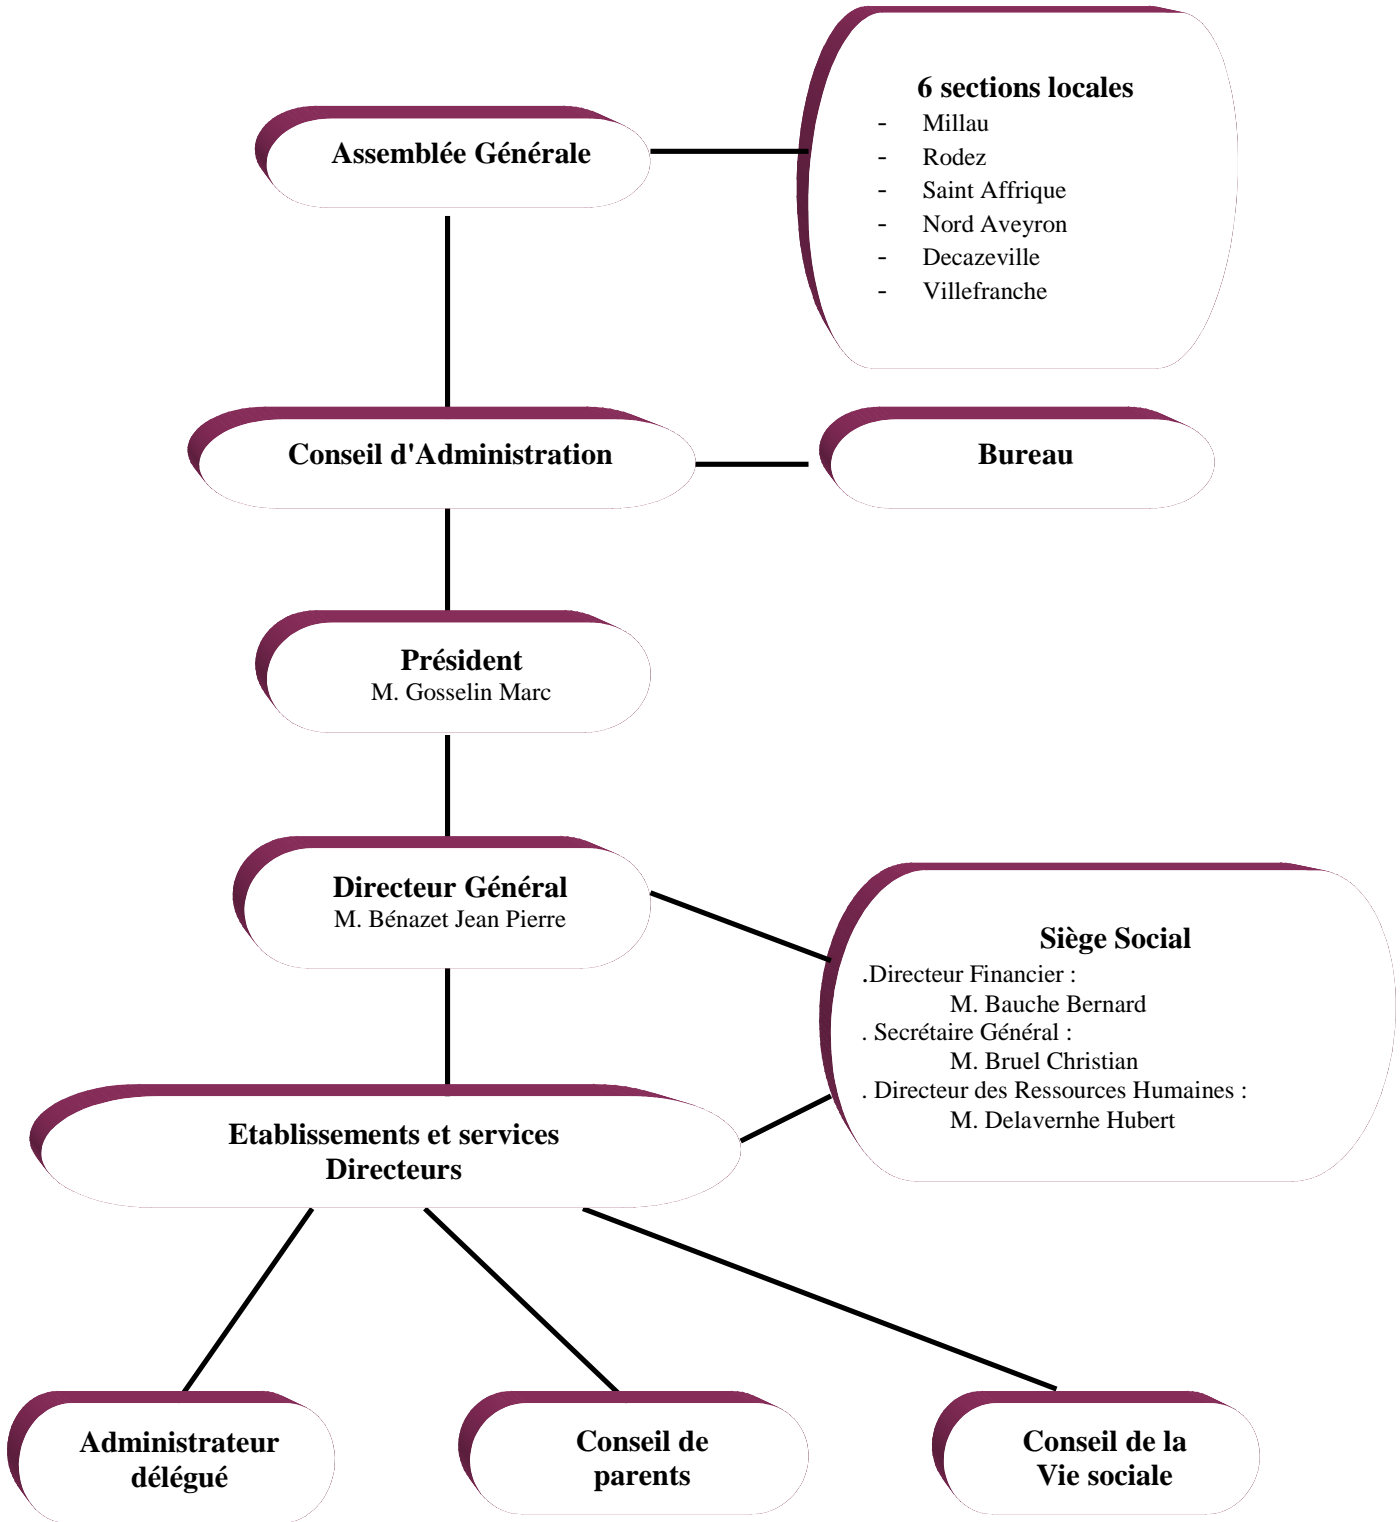 6 sections locales
- Millau
- Rodez
- Saint Affrique
- Nord Aveyron
- Decazeville
- Villefranche
Assemblée Générale
Conseil d'Administration
Bureau
Président
M. Gosselin Marc
Directeur Général
M. Bénazet Jean Pierre
Siège Social
.Directeur Financier :
M. Bauche Bernard
. Secrétaire Général :
M. Bruel Christian
. Directeur des Ressources Humaines :
M. Delavernhe Hubert
Etablissements et services
Directeurs
Administrateur
délégué
Conseil de
parents
Conseil de la
Vie sociale